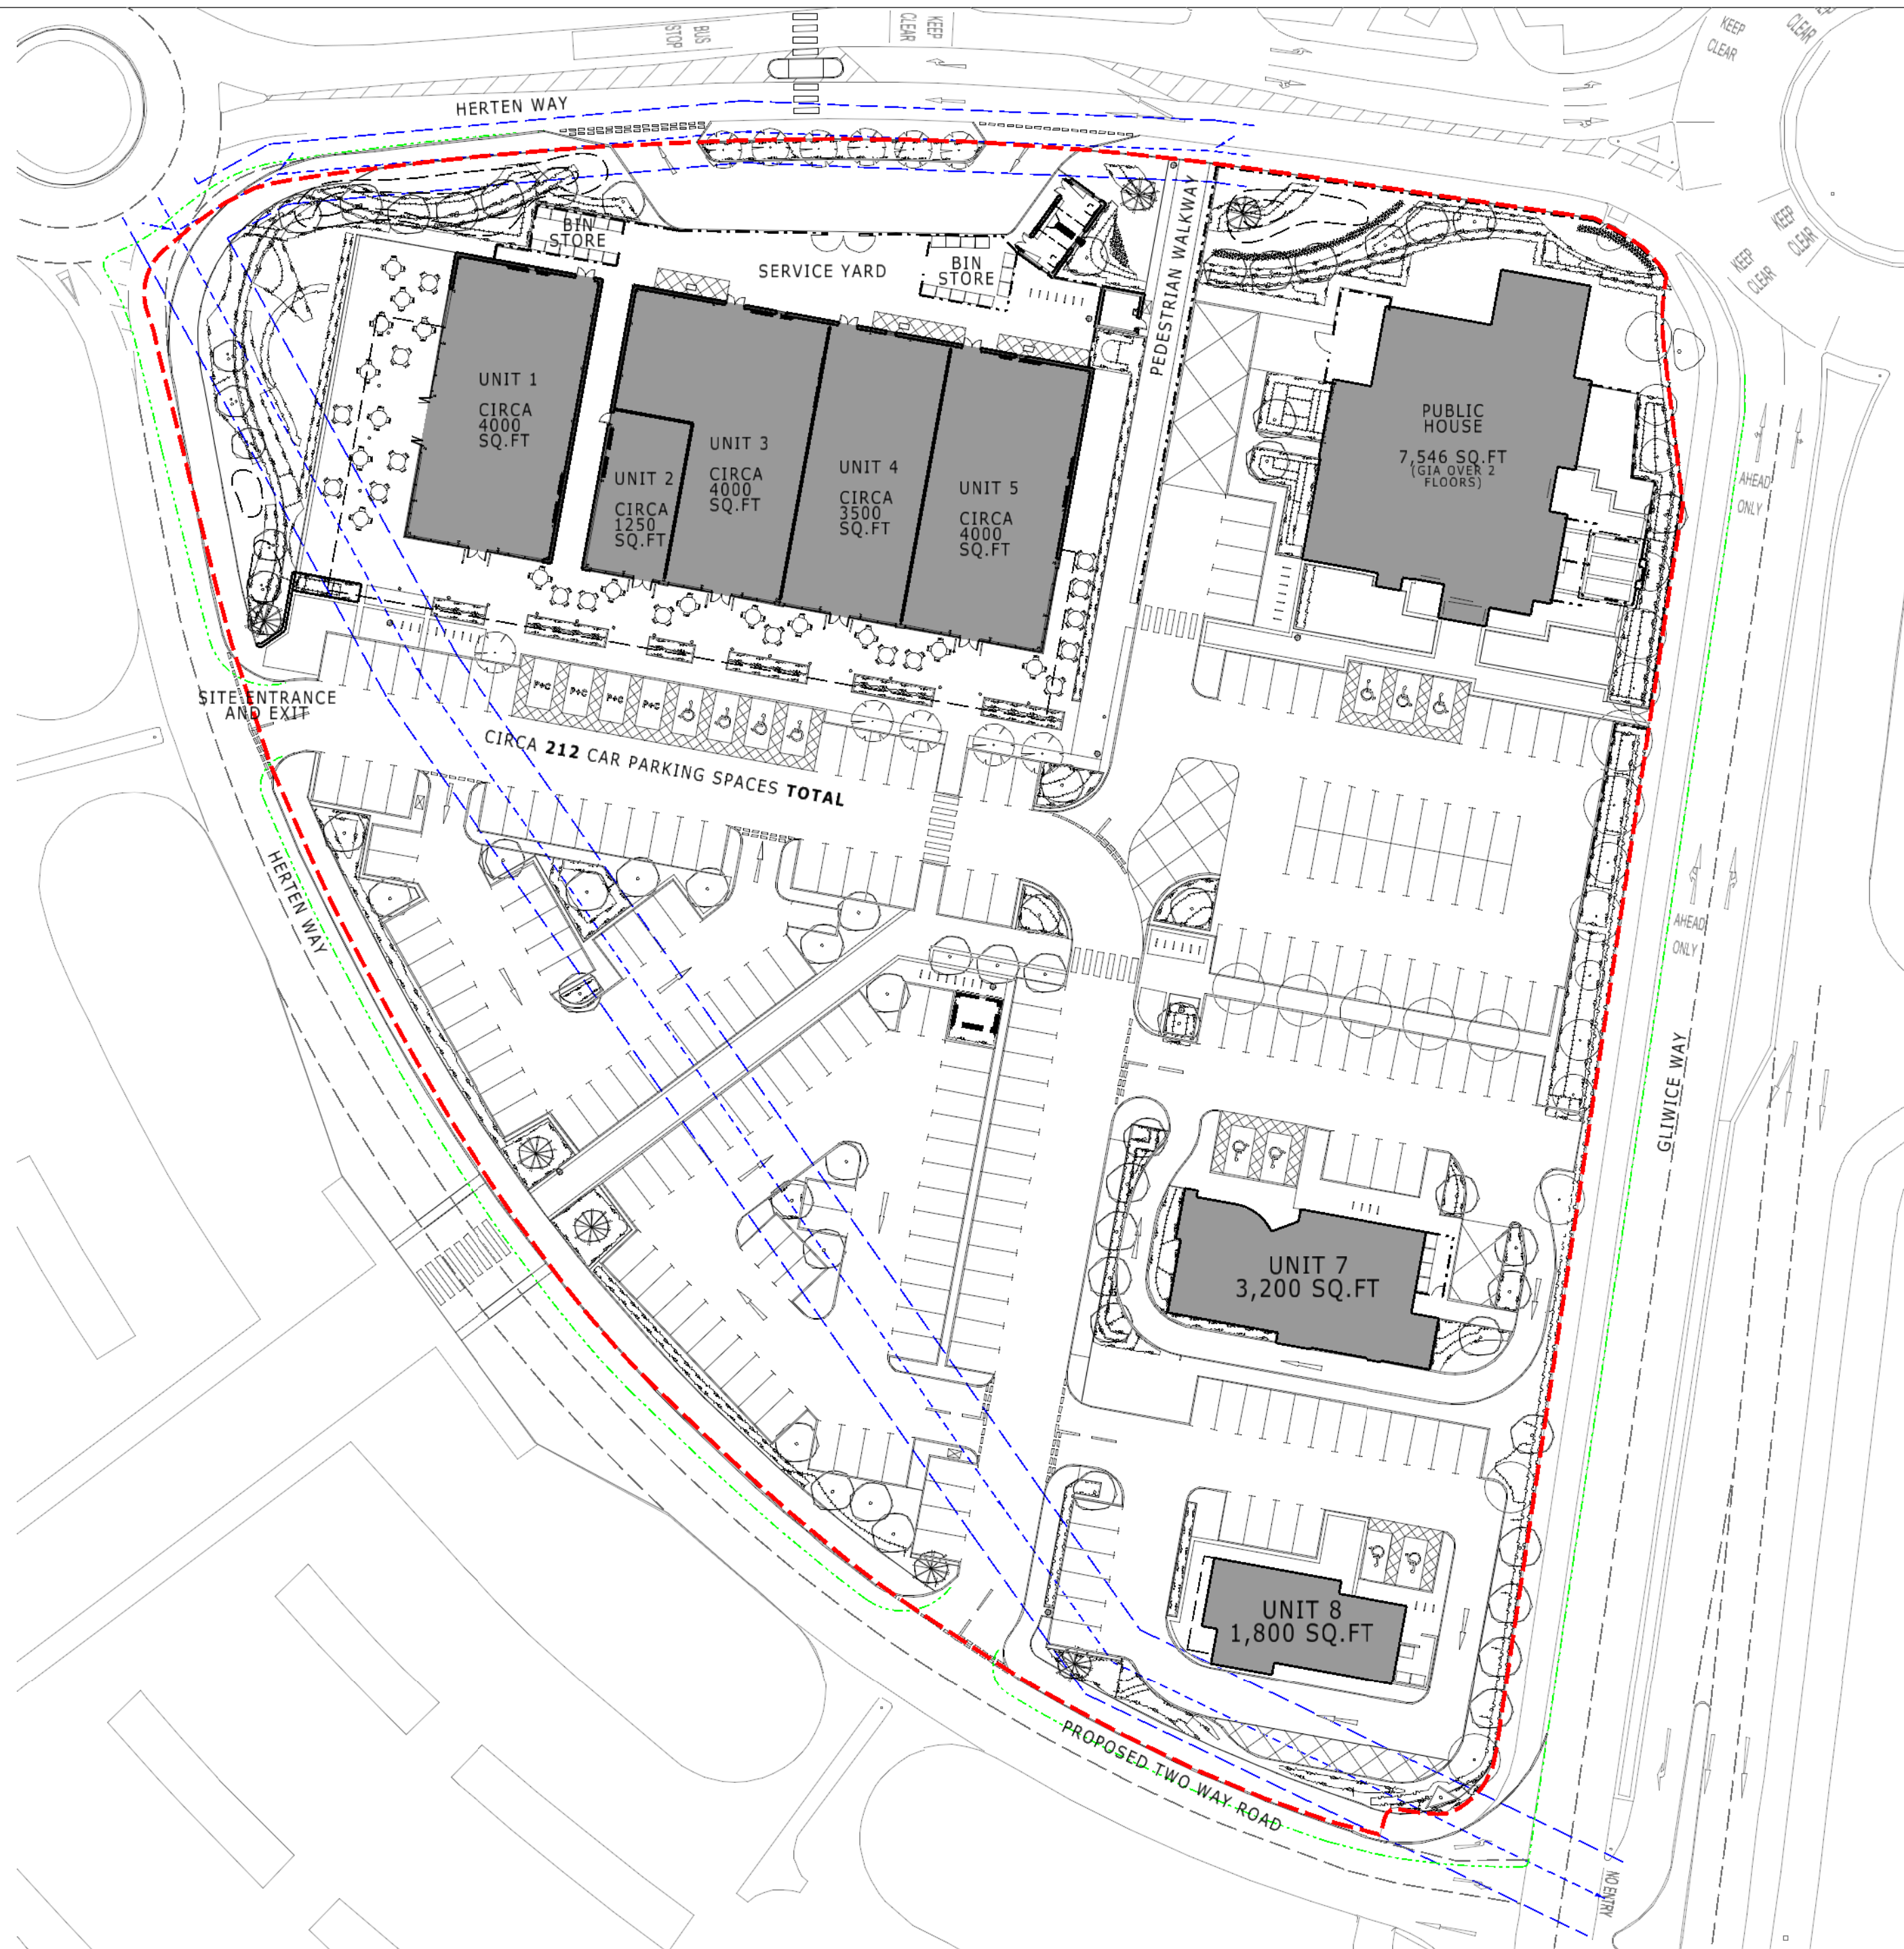 BUS
STOP
KEEP
CLEAR
KEEP
CLEAR
KEEP
CLEAR
HERTEN WAY
KEEP
CLEAR
KEEP
CLEAR
BIN
STORE
SERVICE YARD
BIN
STORE
PEDESTRIAN WALKWAY
UNIT 1
CIRCA
4000
SQ.FT
UNIT 2
CIRCA
1250
SQ.FT
UNIT 3
CIRCA
4000
SQ.FT
UNIT 4
CIRCA
3500
SQ.FT
UNIT 5
CIRCA
4000
SQ.FT
PUBLIC
HOUSE
7,546 SQ.FT
(GIA OVER 2
FLOORS)
AHEAD
ONLY
SITE ENTRANCE
AND EXIT
P+C
P+C
P+C
P+C
CIRCA 212 CAR PARKING SPACES TOTAL
HERTEN WAY
AHEAD
ONLY
GLIWICE WAY
UNIT 7
3,200 SQ.FT
UNIT 8
1,800 SQ.FT
PROPOSED TWO WAY ROAD
NO ENTRY